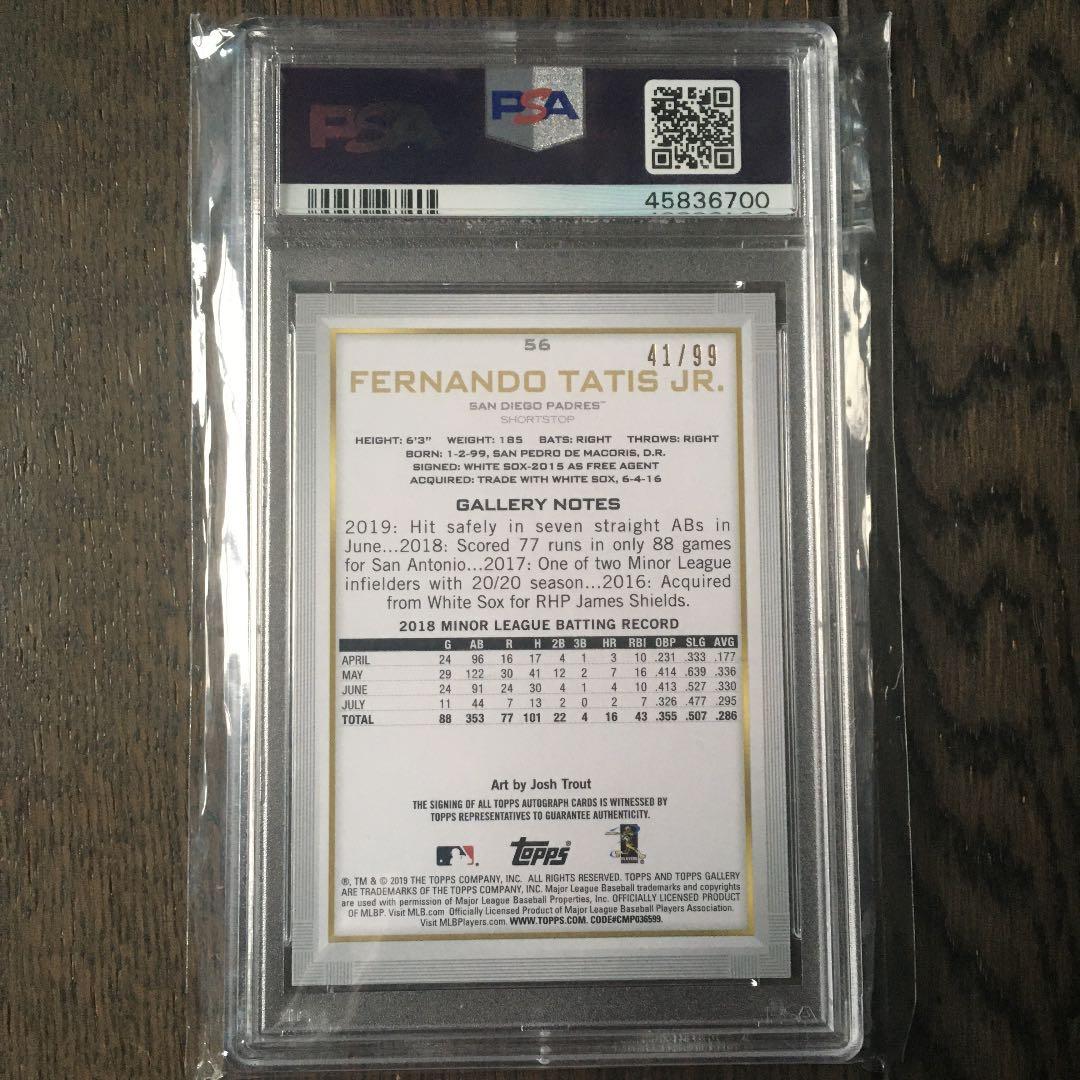 PSA PSA
45836700
56
41/99
FERNANDO TATIS JR.
SAN DIEGO PADRES™
SHORTSTOP
HEIGHT: 6'3" WEIGHT: 185 BATS: RIGHT THROWS: RIGHT
BORN: 1-2-99, SAN PEDRO DE MACORIS, D.R.
SIGNED: WHITE SOX-2015 AS FREE AGENT
ACQUIRED: TRADE WITH WHITE SOX, 6-4-16
GALLERY NOTES
2019: Hit safely in seven straight ABs in
June...2018: Scored 77 runs in only 88 games
for San Antonio...2017: One of two Minor League
infielders with 20/20 season...2016: Acquired
from White Sox for RHP James Shields.
2018 MINOR LEAGUE BATTING RECORD
G AB R H 2B 3B HR RBI OBP SLG AVG
APRIL 24 96 16 17 4 1 3 10 .231 .333 .177
MAY 29 122 30 41 12 2 7 16 .414 .639 .336
JUNE 24 91 24 30 4 1 4 10 .413 .527 .330
JULY 11 44 7 13 2 0 2 7 .326 .477 .295
TOTAL 88 353 77 101 22 4 16 43 .355 .507 .286
Art by Josh Trout
THE SIGNING OF ALL TOPPS AUTOGRAPH CARDS IS WITNESSED BY
TOPPS REPRESENTATIVES TO GUARANTEE AUTHENTICITY.
Topps
®, TM & © 2019 THE TOPPS COMPANY, INC. ALL RIGHTS RESERVED. TOPPS AND TOPPS GALLERY
ARE TRADEMARKS OF THE TOPPS COMPANY, INC. Major League Baseball trademarks and copyrights
are used with permission of Major League Baseball Properties, Inc. OFFICIALLY LICENSED PRODUCT
OF MLBP. Visit MLB.com Officially Licensed Product of Major League Baseball Players Association.
Visit MLBPlayers.com. WWW.TOPPS.COM. CODE#CMP036599.
PSA